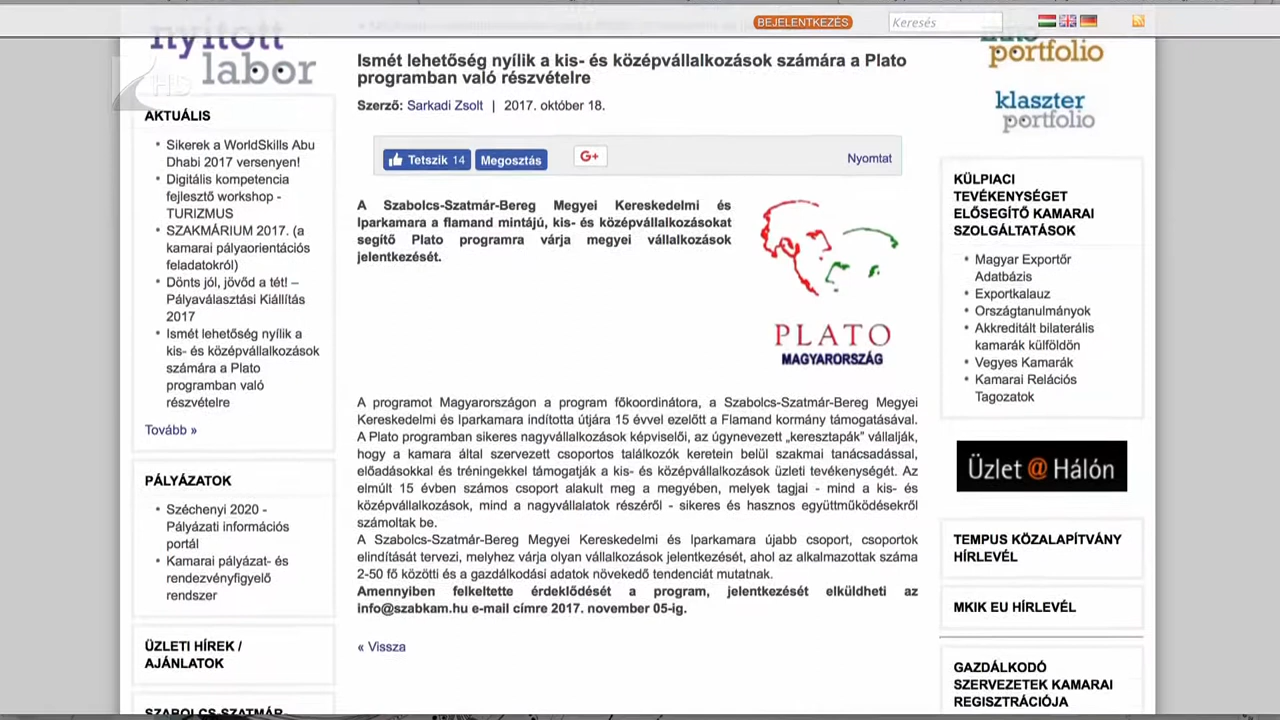 BEJELENTKEZÉS
Keresés
nyitott
labor
HD
AKTUÁLIS
• Sikerek a WorldSkills Abu
Dhabi 2017 versenyen!
• Digitális kompetencia
fejlesztő workshop -
TURIZMUS
• SZAKMÁRIUM 2017. (a
kamarai pályaorientációs
feladatokról)
• Dönts jól, jövőd a tét! –
Pályaválasztási Kiállítás
2017
• Ismét lehetőség nyílik a
kis- és középvállalkozások
számára a Plato
programban való
részvételre
Tovább »
PÁLYÁZATOK
• Széchenyi 2020 -
Pályázati információs
portál
• Kamarai pályázat- és
rendezvényfigyelő
rendszer
ÜZLETI HÍREK /
AJÁNLATOK
SZABOLCS-SZATMÁR-
Ismét lehetőség nyílik a kis- és középvállalkozások számára a Plato
programban való részvételre
Szerző: Sarkadi Zsolt | 2017. október 18.
Tetszik 14 Megosztás G+ Nyomtat
A Szabolcs-Szatmár-Bereg Megyei Kereskedelmi és
Iparkamara a flamand mintájú, kis- és középvállalkozásokat
segítő Plato programra várja megyei vállalkozások
jelentkezését.
PLATO
MAGYARORSZÁG
A programot Magyarországon a program főkoordinátora, a Szabolcs-Szatmár-Bereg Megyei
Kereskedelmi és Iparkamara indította útjára 15 évvel ezelőtt a Flamand kormány támogatásával.
A Plato programban sikeres nagyvállalkozások képviselői, az úgynevezett „keresztapák” vállalják,
hogy a kamara által szervezett csoportos találkozók keretein belül szakmai tanácsadással,
előadásokkal és tréningekkel támogatják a kis- és középvállalkozások üzleti tevékenységét. Az
elmúlt 15 évben számos csoport alakult meg a megyében, melyek tagjai - mind a kis- és
középvállalkozások, mind a nagyvállalatok részéről - sikeres és hasznos együttműködésekről
számoltak be.
A Szabolcs-Szatmár-Bereg Megyei Kereskedelmi és Iparkamara újabb csoport, csoportok
elindítását tervezi, melyhez várja olyan vállalkozások jelentkezését, ahol az alkalmazottak száma
2-50 fő közötti és a gazdálkodási adatok növekedő tendenciát mutatnak.
Amennyiben felkeltette érdeklődését a program, jelentkezését elküldheti az
info@szabkam.hu e-mail címre 2017. november 05-ig.
« Vissza
portfolio
klaszter
portfolio
KÜLPIACI
TEVÉKENYSÉGET
ELŐSEGÍTŐ KAMARAI
SZOLGÁLTATÁSOK
• Magyar Exportőr
Adatbázis
• Exportkalauz
• Országtanulmányok
• Akkreditált bilaterális
kamarák külföldön
• Vegyes Kamarák
• Kamarai Relációs
Tagozatok
Üzlet @ Hálón
TEMPUS KÖZALAPÍTVÁNY
HÍRLEVÉL
MKIK EU HÍRLEVÉL
GAZDÁLKODÓ
SZERVEZETEK KAMARAI
REGISZTRÁCIÓJA